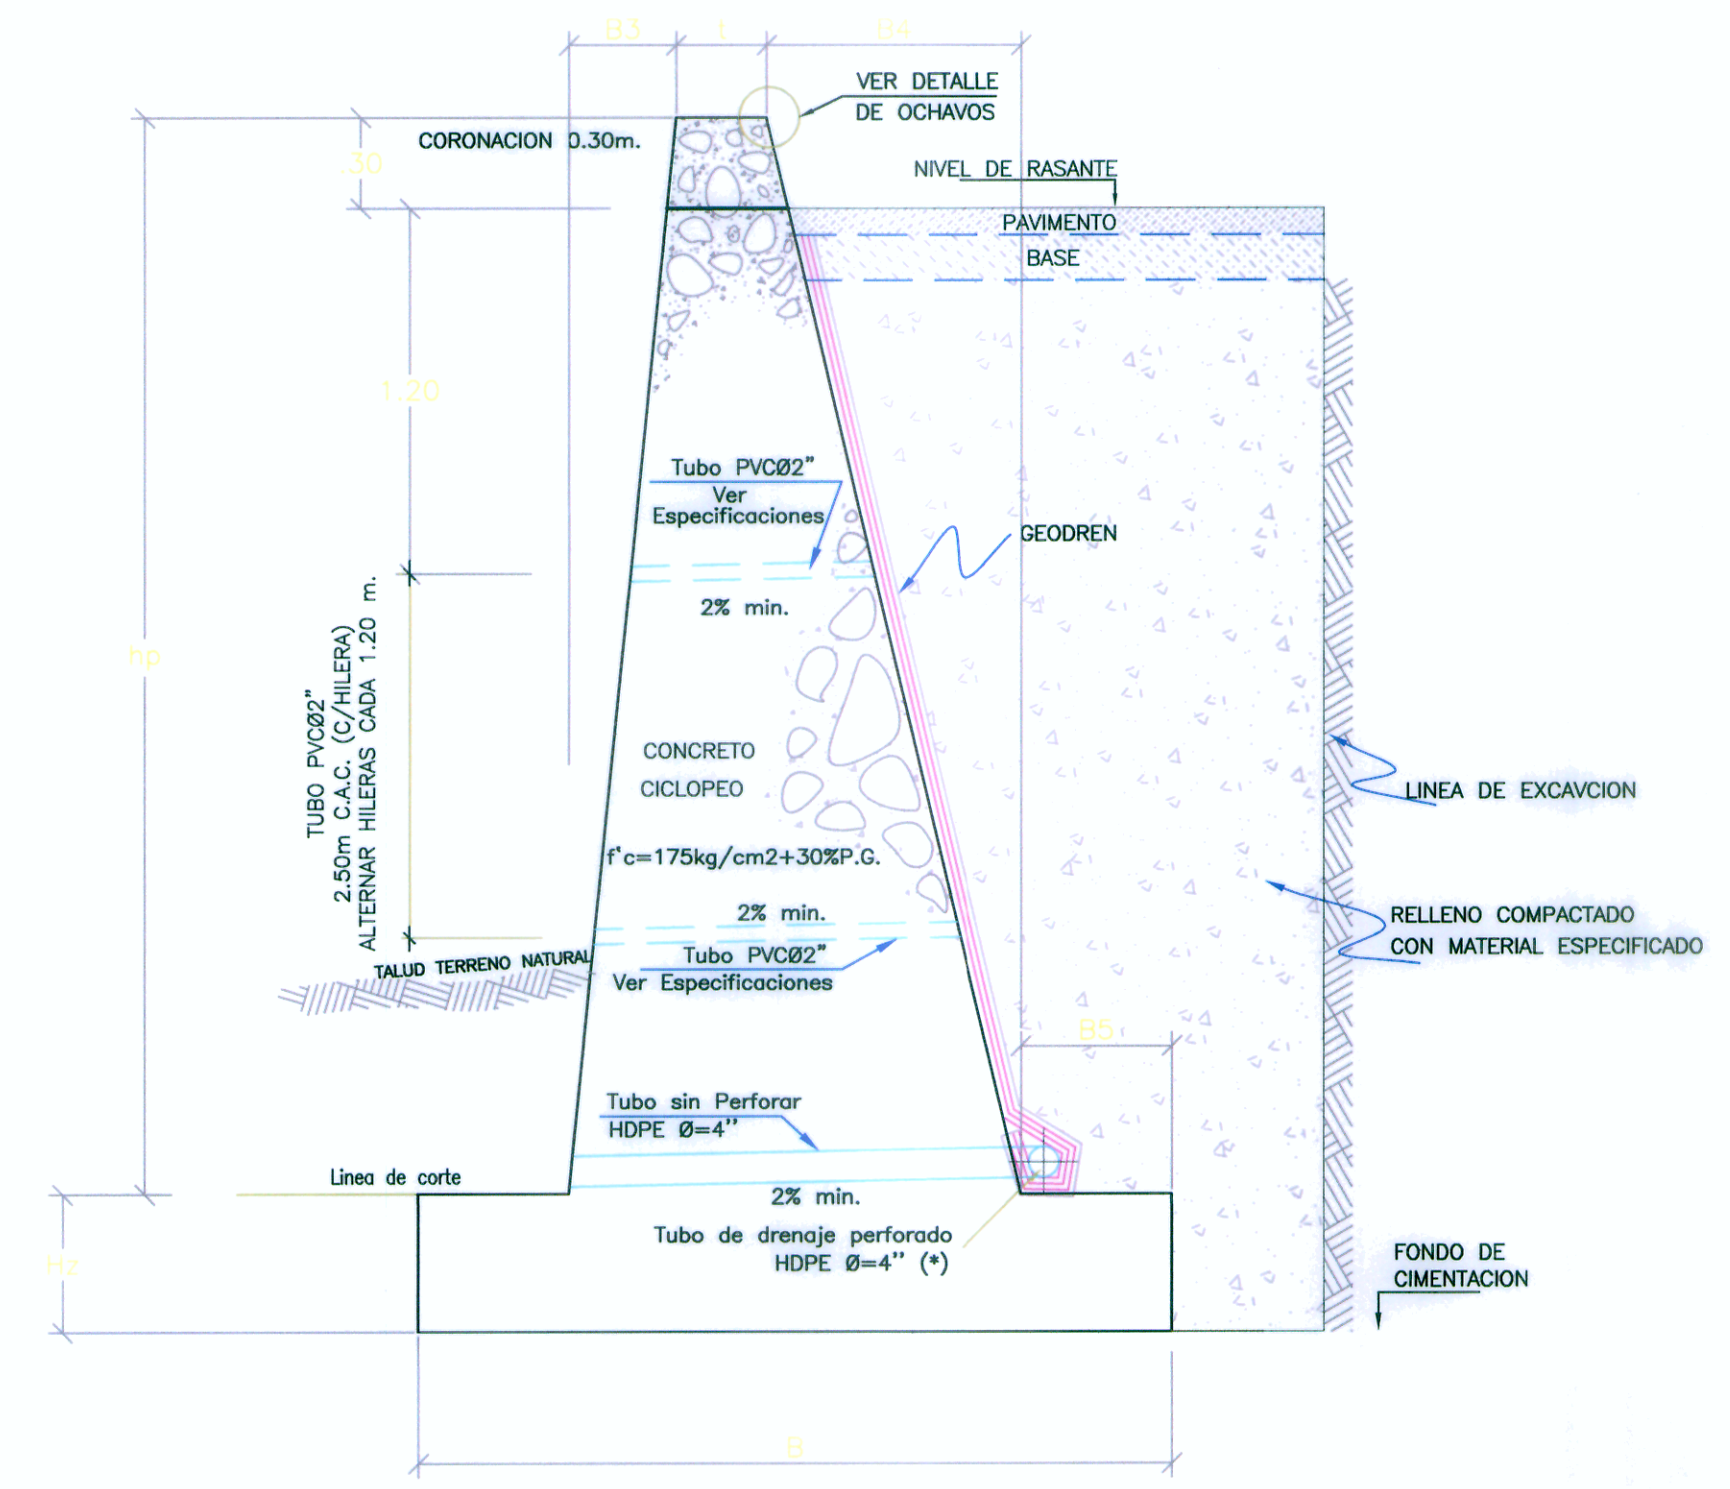 B3
t
B4
VER DETALLE
DE OCHAVOS
CORONACION 0.30m.
.30
NIVEL DE RASANTE
PAVIMENTO
BASE
1.20
Tubo PVCØ2"
Ver
Especificaciones
GEODREN
2% min.
hp
TUBO PVCØ2"
2.50m C.A.C. (C/HILERA)
ALTERNAR HILERAS CADA 1.20 m.
CONCRETO
CICLOPEO
LINEA DE EXCAVCION
f'c=175kg/cm2+30%P.G.
2% min.
RELLENO COMPACTADO
CON MATERIAL ESPECIFICADO
Tubo PVCØ2"
Ver Especificaciones
TALUD TERRENO NATURAL
B5
Tubo sin Perforar
HDPE Ø=4"
Linea de corte
2% min.
Tubo de drenaje perforado
HDPE Ø=4" (*)
Hz
FONDO DE
CIMENTACION
B